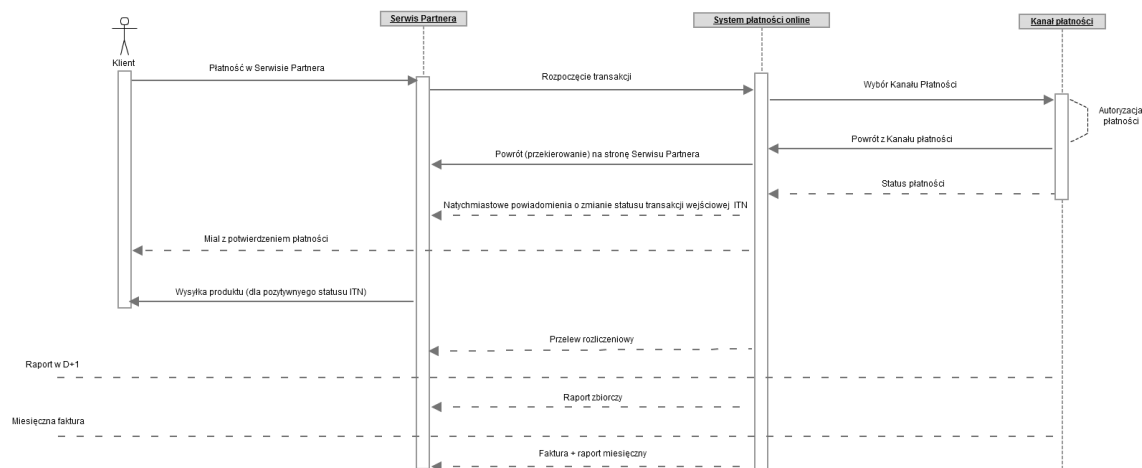 Serwis Partnera
System płatności online
Kanał płatności
Klient
Płatność w Serwisie Partnera
Rozpoczęcie transakcji
Wybór Kanału Płatności
Autoryzacja
płatności
Powrót z Kanału płatności
Powrót (przekierowanie) na stronę Serwisu Partnera
Status płatności
Natychmiastowe powiadomienia o zmianie statusu transakcji wejściowej ITN
Mial z potwierdzeniem płatności
Wysyłka produktu (dla pozytywnego statusu ITN)
Przelew rozliczeniowy
Raport w D+1
Raport zbiorczy
Miesięczna faktura
Faktura + raport miesięczny